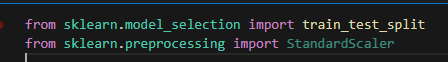 from sklearn.model_selection import train_test_split
from sklearn.preprocessing import StandardScaler